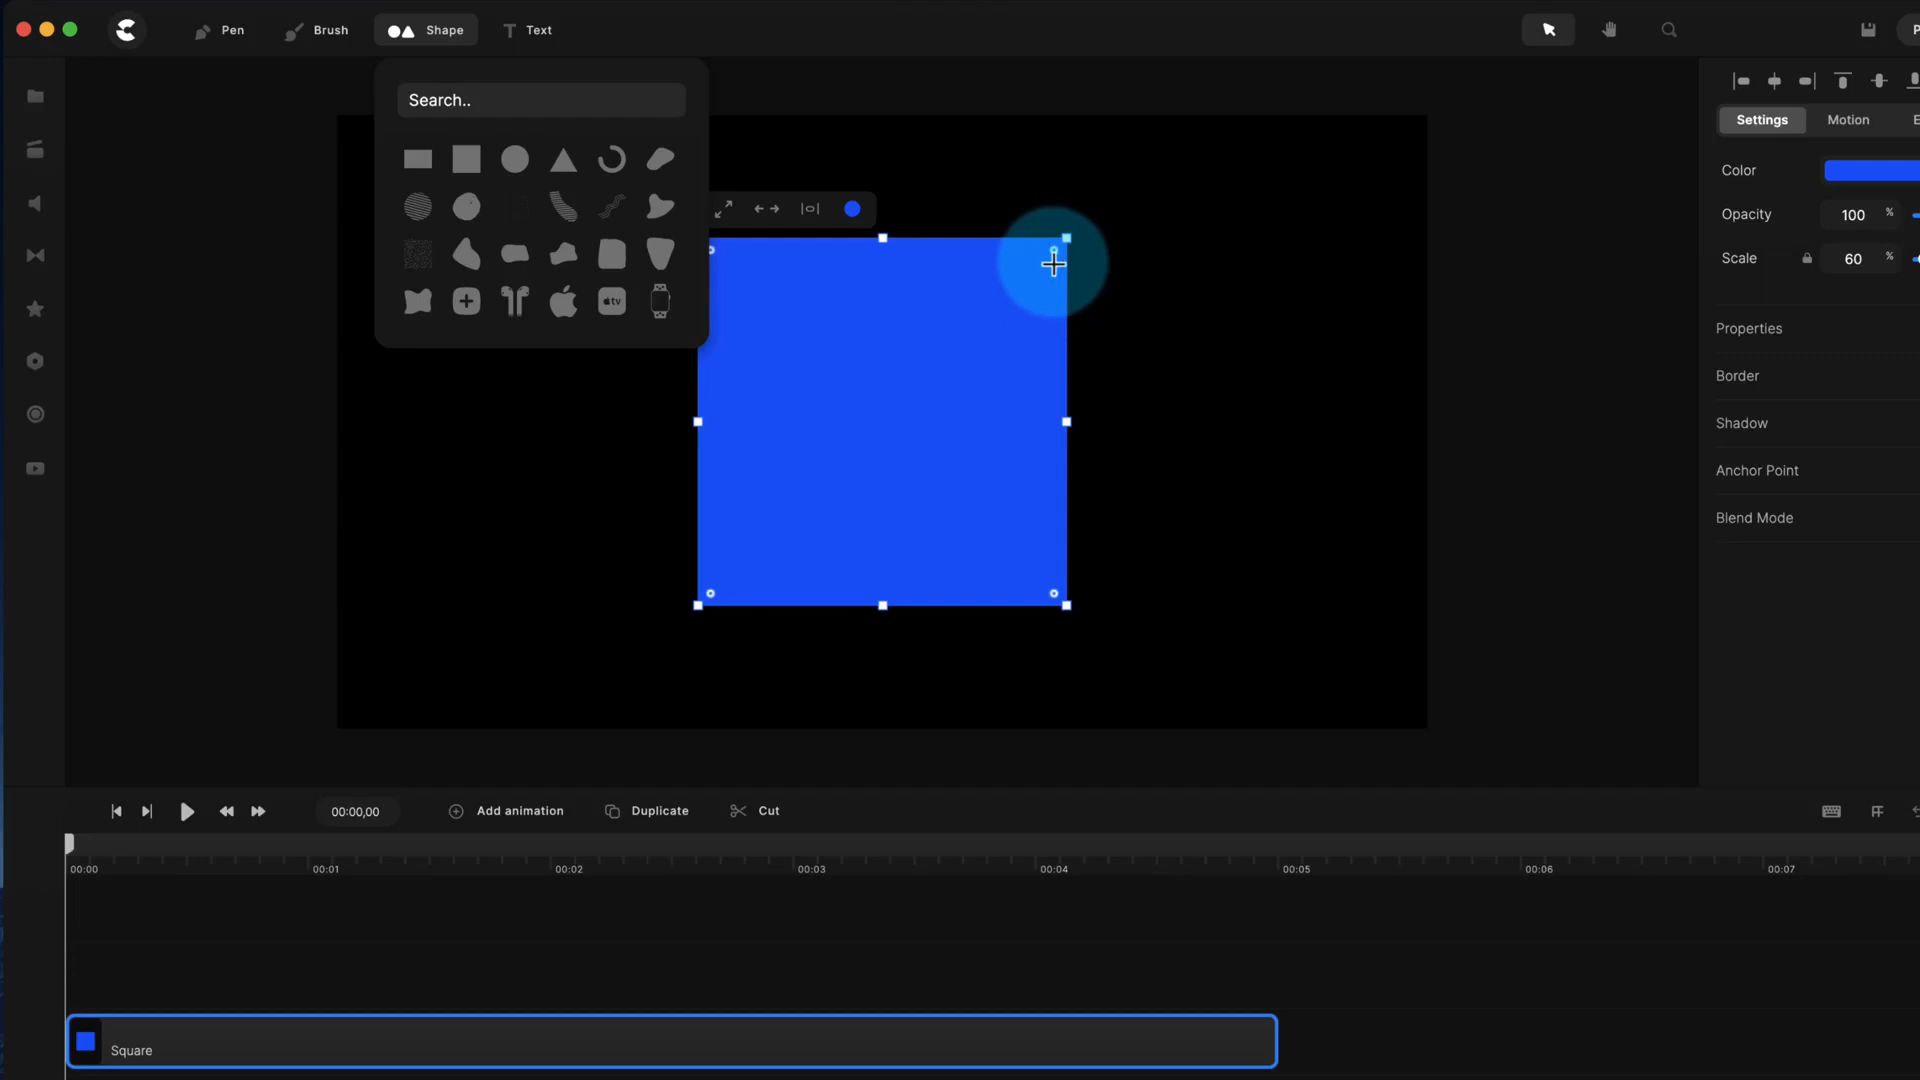 Pen
Brush
Shape
Text
P
Search..
tv
Settings
Motion
E
Color
Opacity
100 %
Scale
60 %
Properties
Border
Shadow
Anchor Point
Blend Mode
00:00,00
Add animation
Duplicate
Cut
00:00
00:01
00:02
00:03
00:04
00:05
00:06
00:07
Square